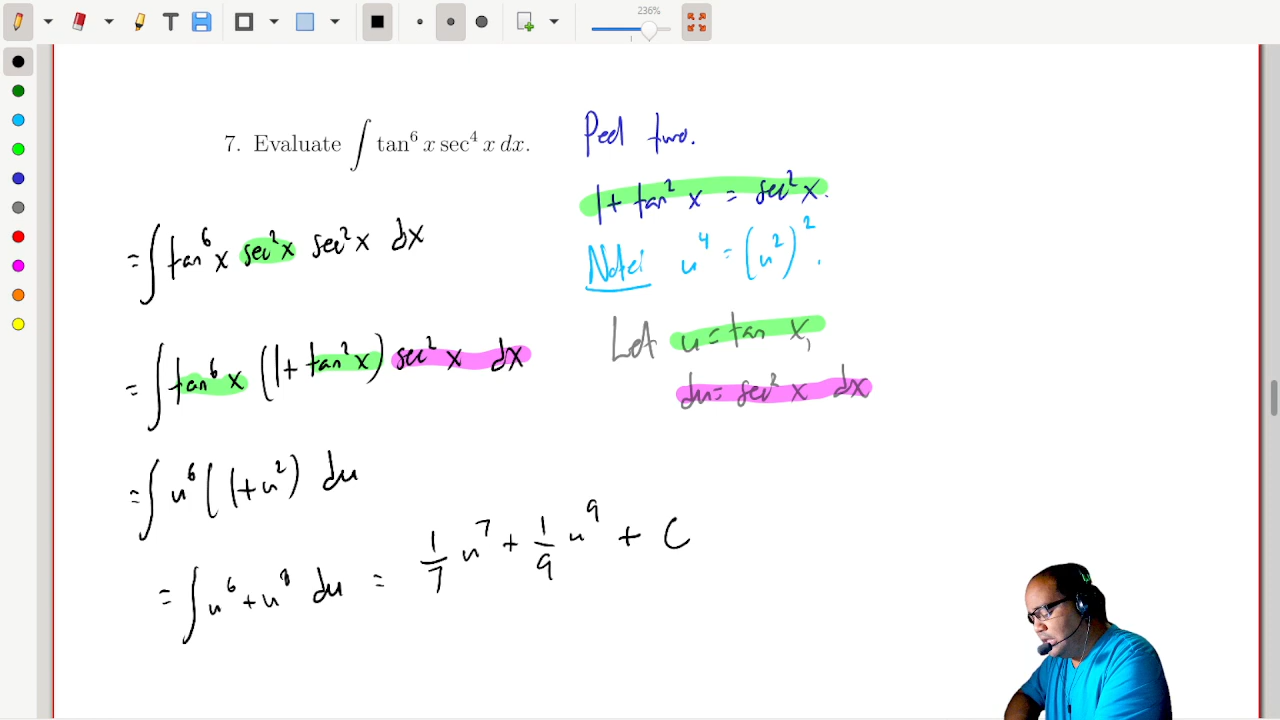 236%
7. Evaluate ∫ tan⁶ x sec⁴ x dx.
= ∫ tan⁶ x sec² x sec² x dx
= ∫ tan⁶ x (1 + tan² x) sec² x dx
= ∫ u⁶ (1 + u²) du
= ∫ u⁶ + u⁸ du = 1/7 u⁷ + 1/9 u⁹ + C
Peel two.
1 + tan² x = sec² x.
Note: u⁴ = (u²)².
Let u = tan x,
du = sec² x dx